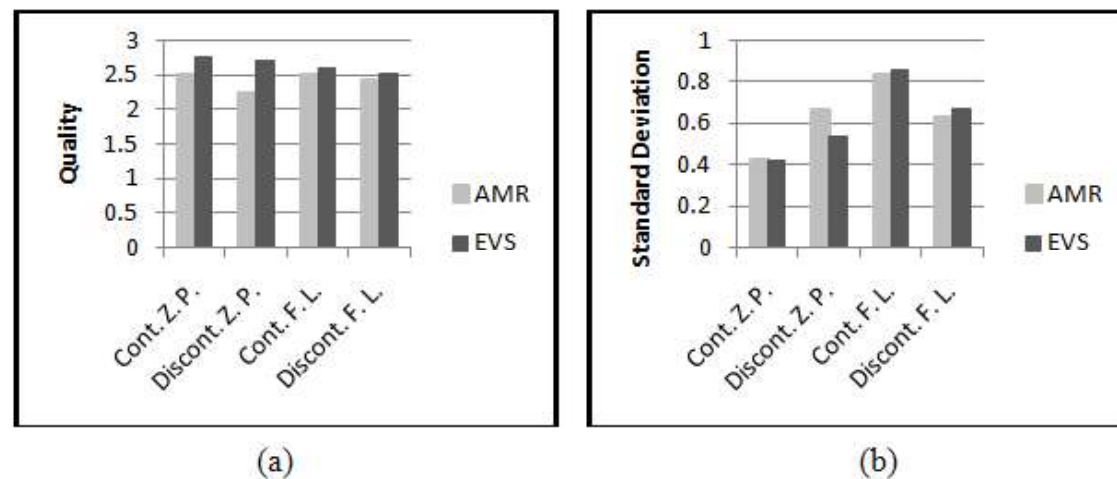 3
2.5
2
1.5
1
0.5
0
Quality
AMR
EVS
Cont. Z. P.
Discont. Z. P.
Cont. F. L.
Discont. F. L.
(a)
1
0.8
0.6
0.4
0.2
0
Standard Deviation
AMR
EVS
Cont. Z. P.
Discont. Z. P.
Cont. F. L.
Discont. F. L.
(b)